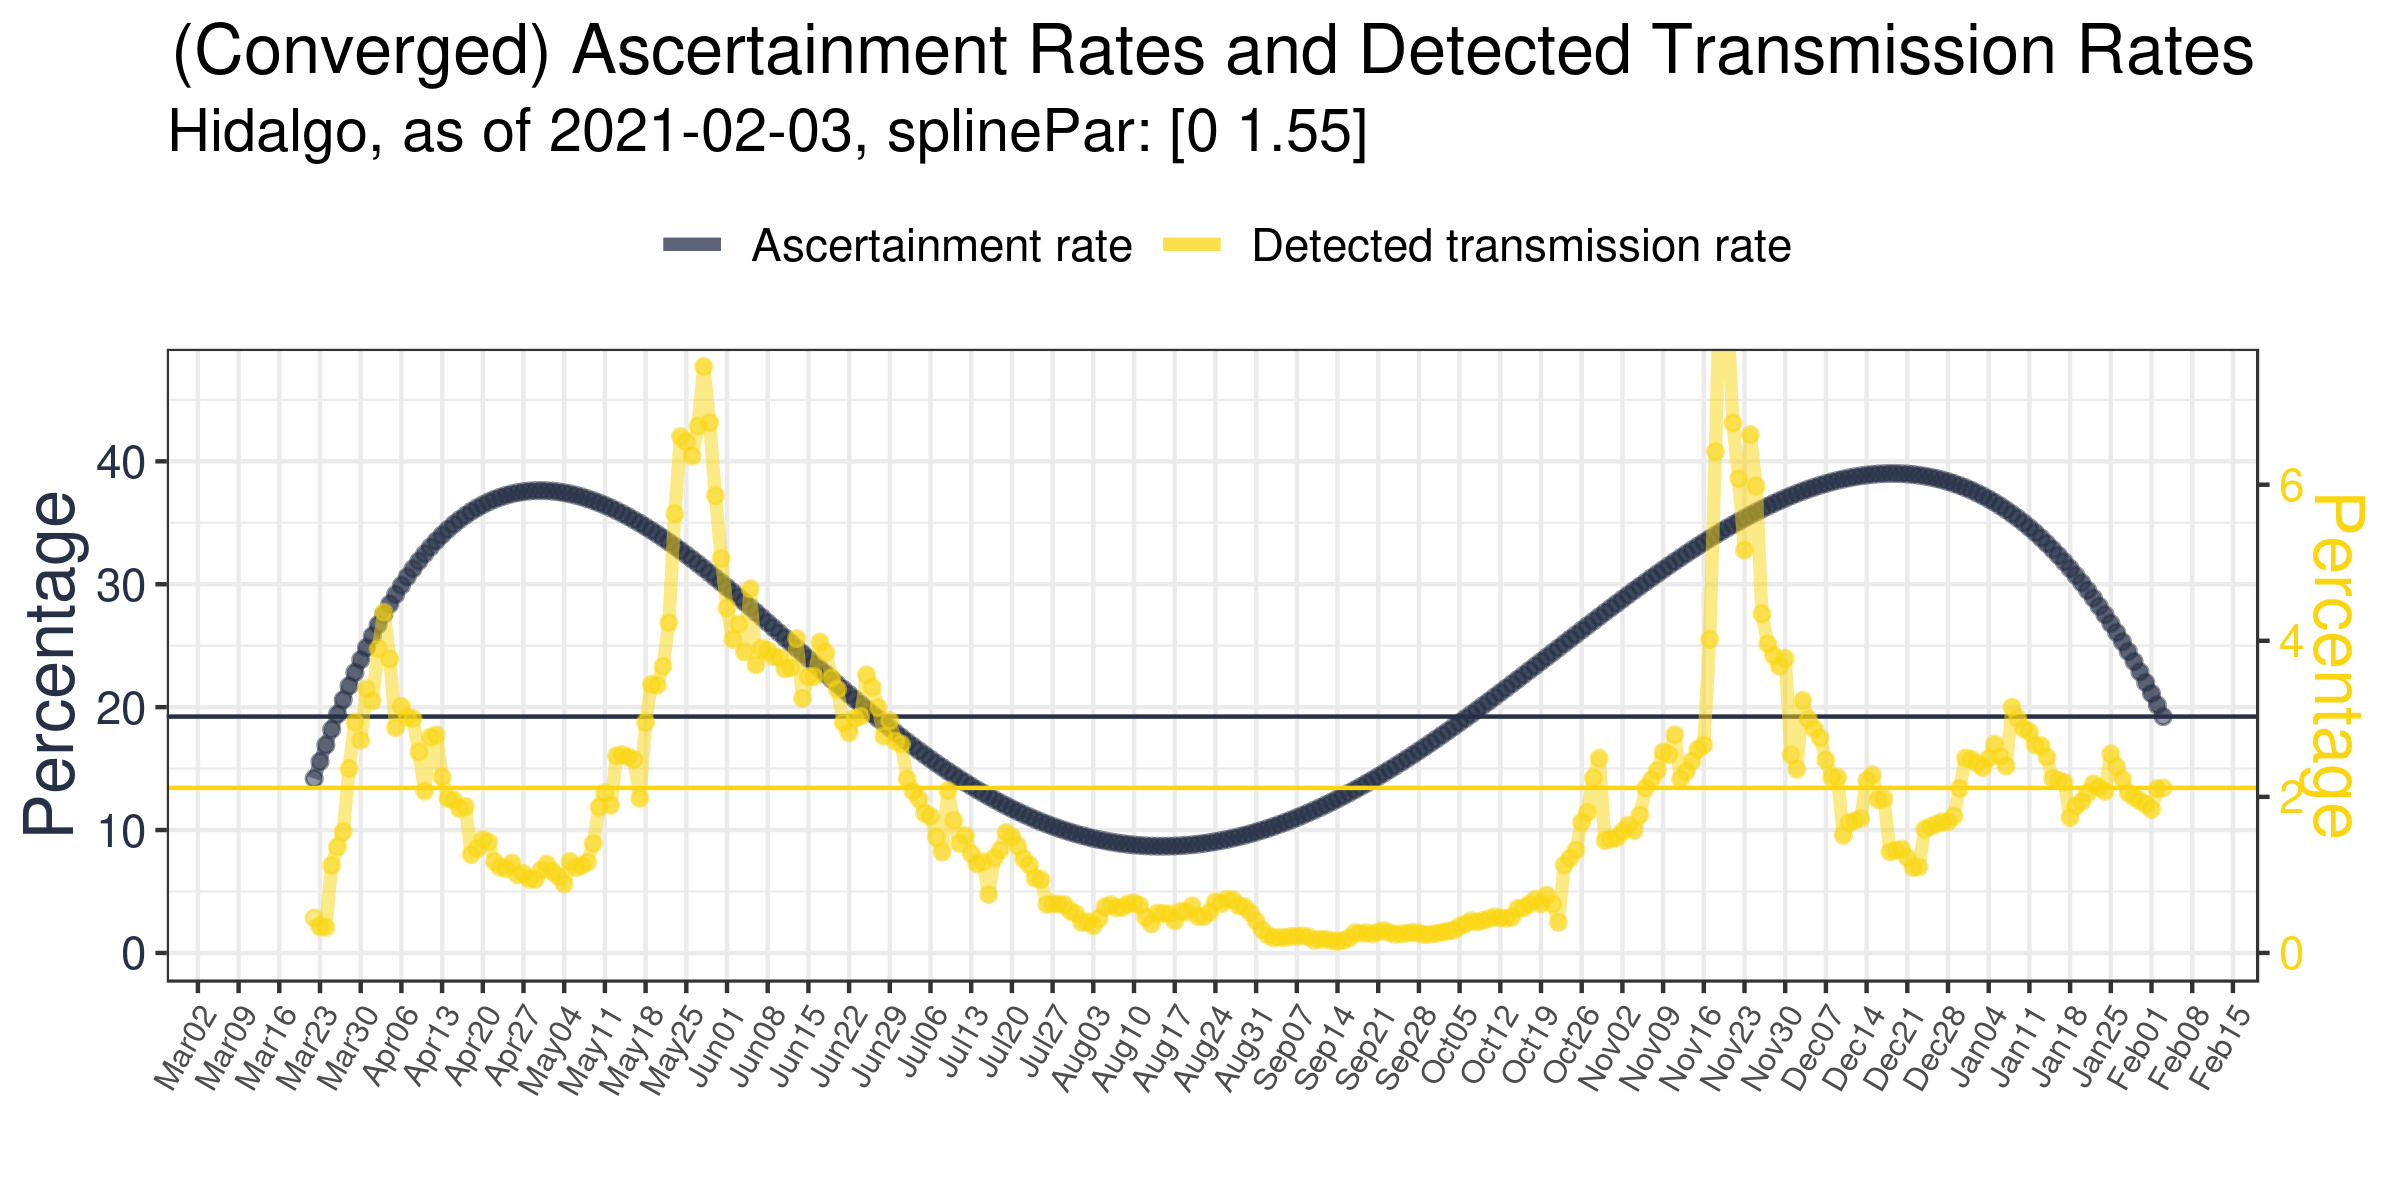 (Converged) Ascertainment Rates and Detected Transmission Rates
Hidalgo, as of 2021-02-03, splinePar: [0 1.55]
Ascertainment rate Detected transmission rate
Percentage
40
30
20
10
0
6
4
2
0
Percentage
Mar02 Mar09 Mar16 Mar23 Mar30 Apr06 Apr13 Apr20 Apr27 May04 May11 May18 May25 Jun01 Jun08 Jun15 Jun22 Jun29 Jul06 Jul13 Jul20 Jul27 Aug03 Aug10 Aug17 Aug24 Aug31 Sep07 Sep14 Sep21 Sep28 Oct05 Oct12 Oct19 Oct26 Nov02 Nov09 Nov16 Nov23 Nov30 Dec07 Dec14 Dec21 Dec28 Jan04 Jan11 Jan18 Jan25 Feb01 Feb08 Feb15